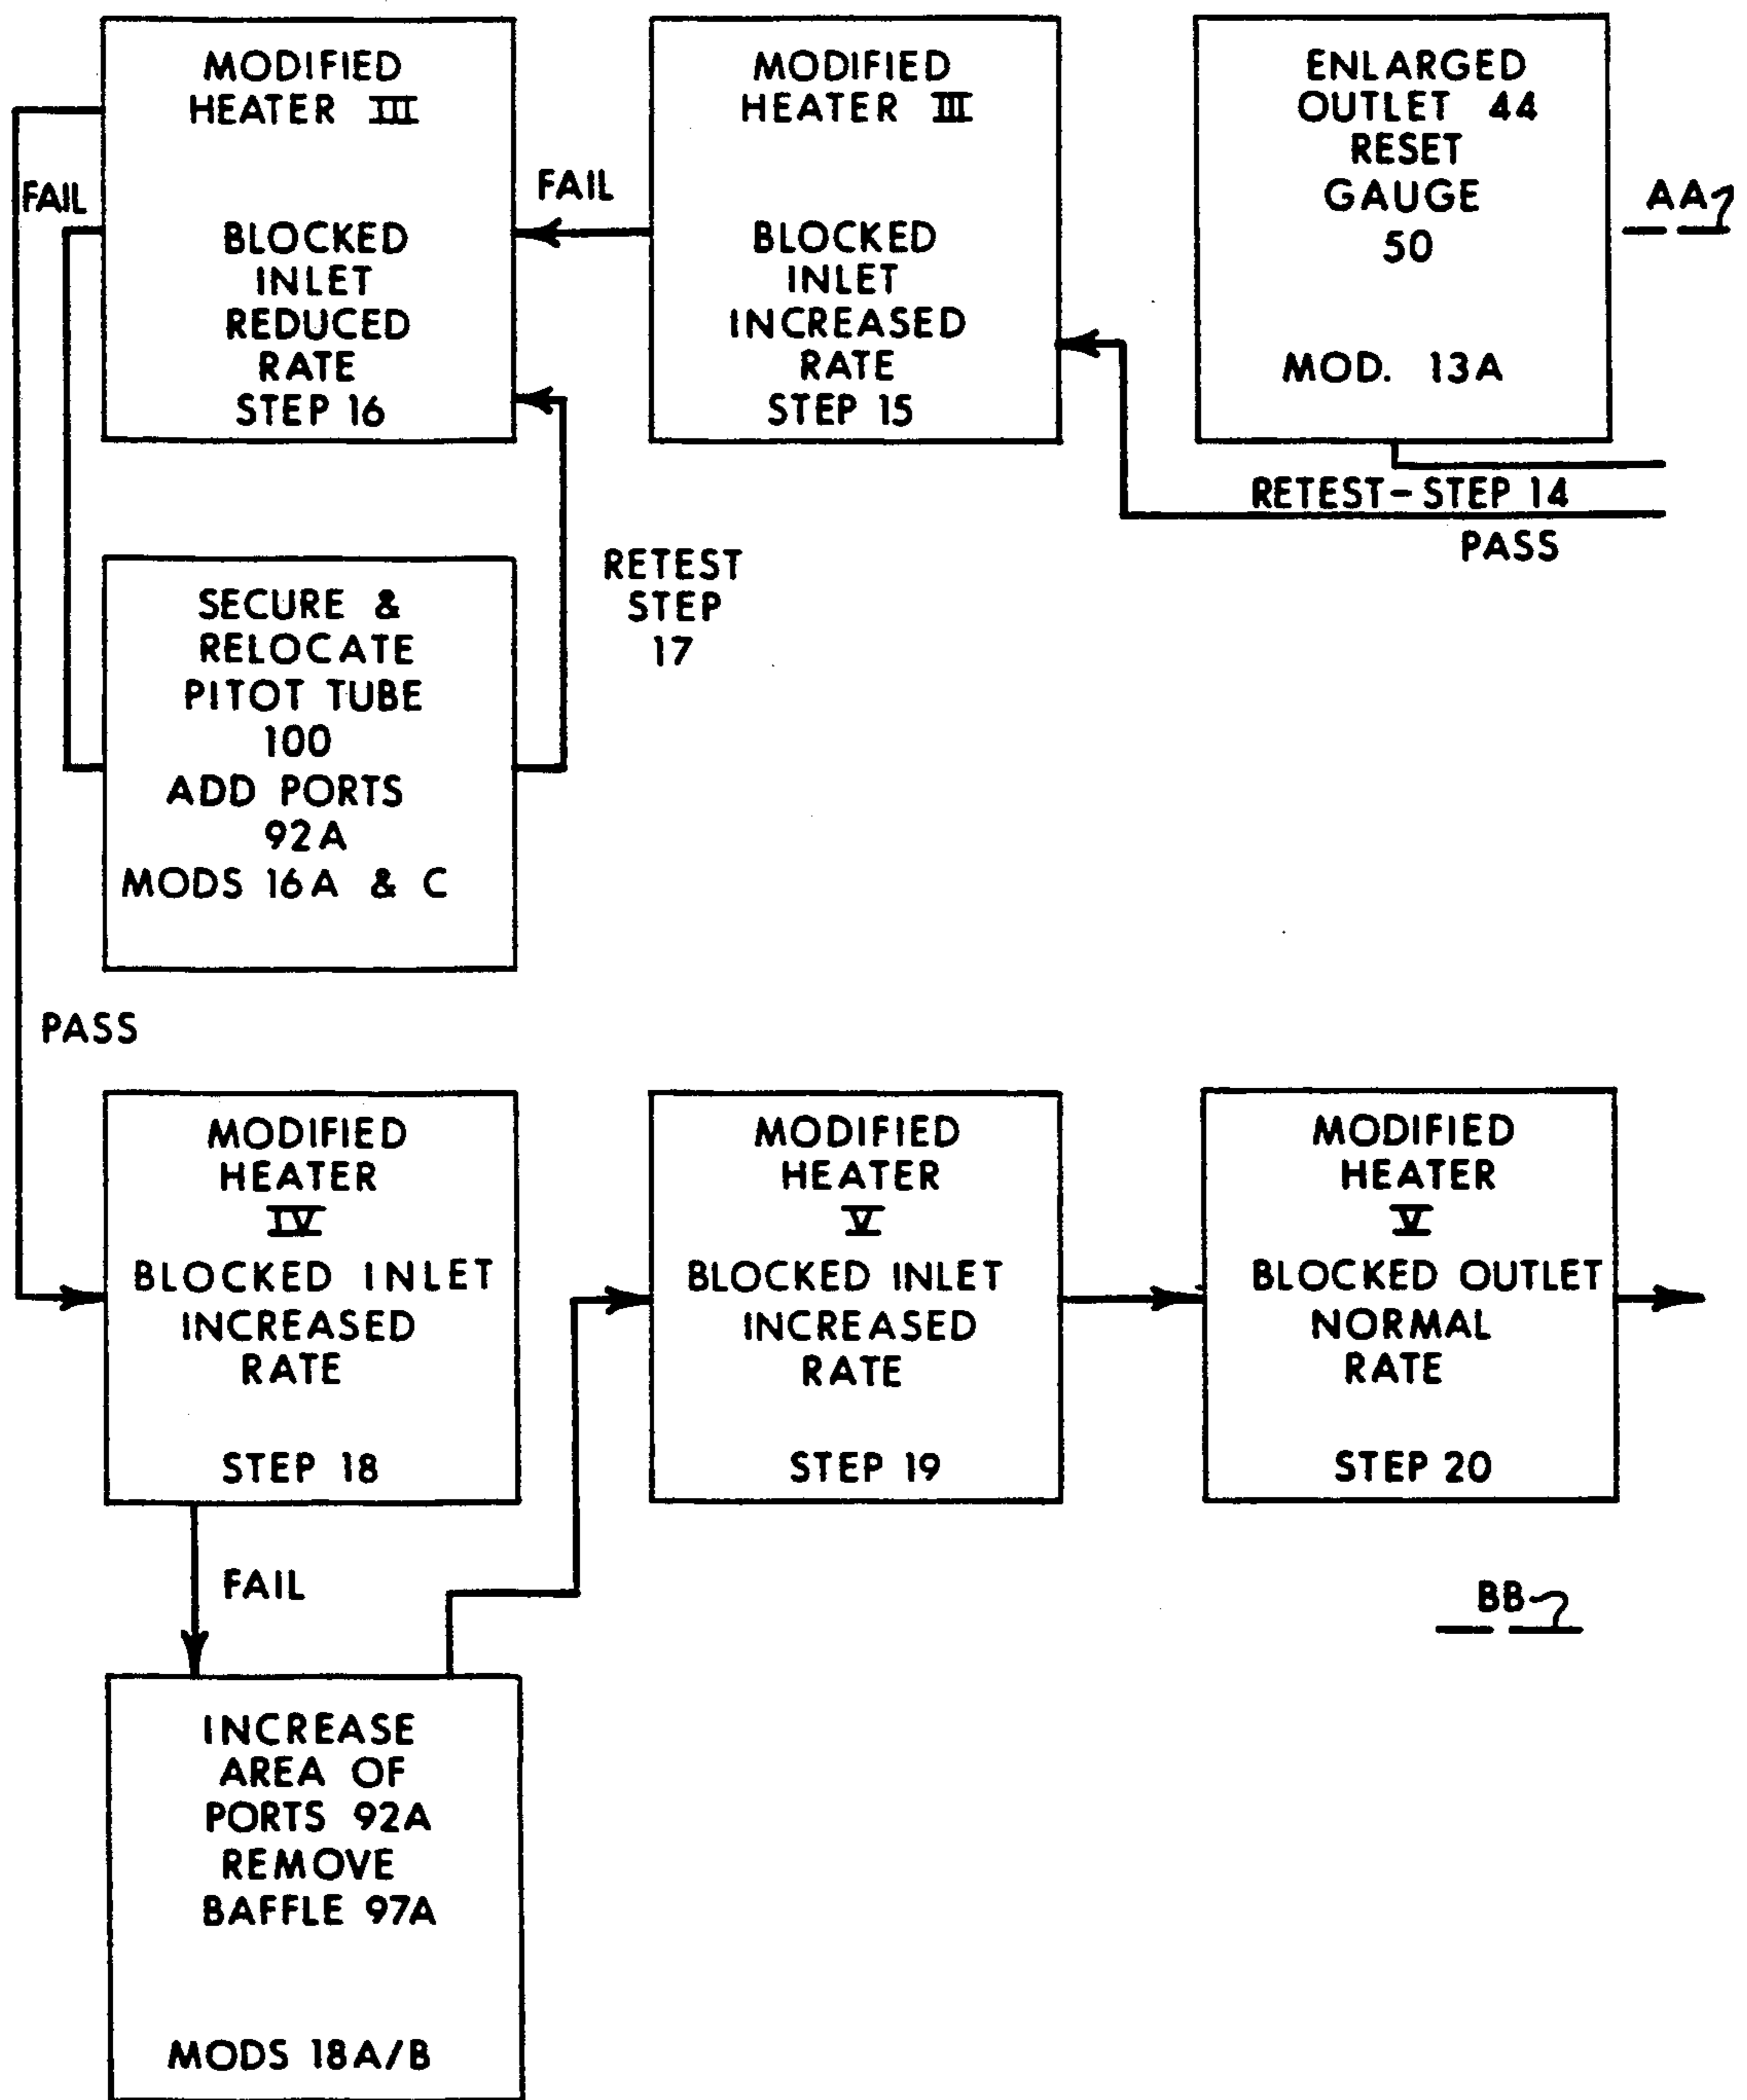 MODIFIED
HEATER III
BLOCKED
INLET
REDUCED
RATE
STEP 16
FAIL
FAIL
MODIFIED
HEATER III
BLOCKED
INLET
INCREASED
RATE
STEP 15
ENLARGED
OUTLET 44
RESET
GAUGE
50
MOD. 13A
AA
RETEST-STEP 14
PASS
SECURE &
RELOCATE
PITOT TUBE
100
ADD PORTS
92A
MODS 16A & C
RETEST
STEP
17
PASS
MODIFIED
HEATER
IV
BLOCKED INLET
INCREASED
RATE
STEP 18
MODIFIED
HEATER
V
BLOCKED INLET
INCREASED
RATE
STEP 19
MODIFIED
HEATER
V
BLOCKED OUTLET
NORMAL
RATE
STEP 20
FAIL
BB
INCREASE
AREA OF
PORTS 92A
REMOVE
BAFFLE 97A
MODS 18A/B